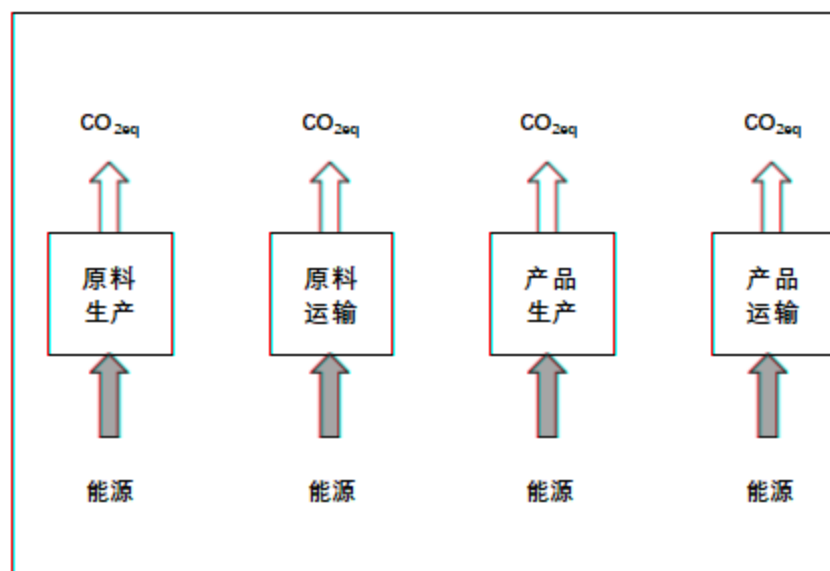 CO₂eq CO₂eq CO₂eq CO₂eq
原料 原料 产品 产品
生产 运输 生产 运输
能源 能源 能源 能源